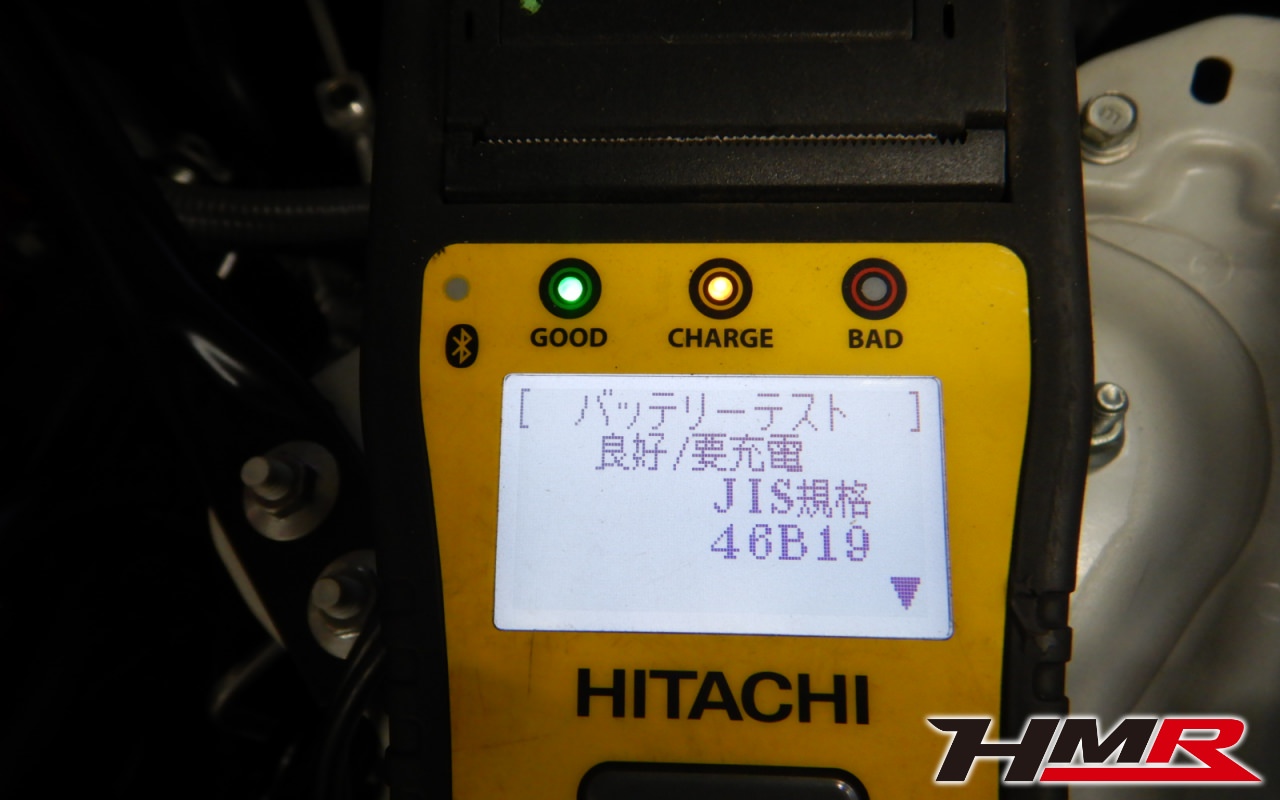 GOOD CHARGE BAD
[ バッテリーテスト ]
良好/要充電
JIS規格
46B19
HITACHI
HMR